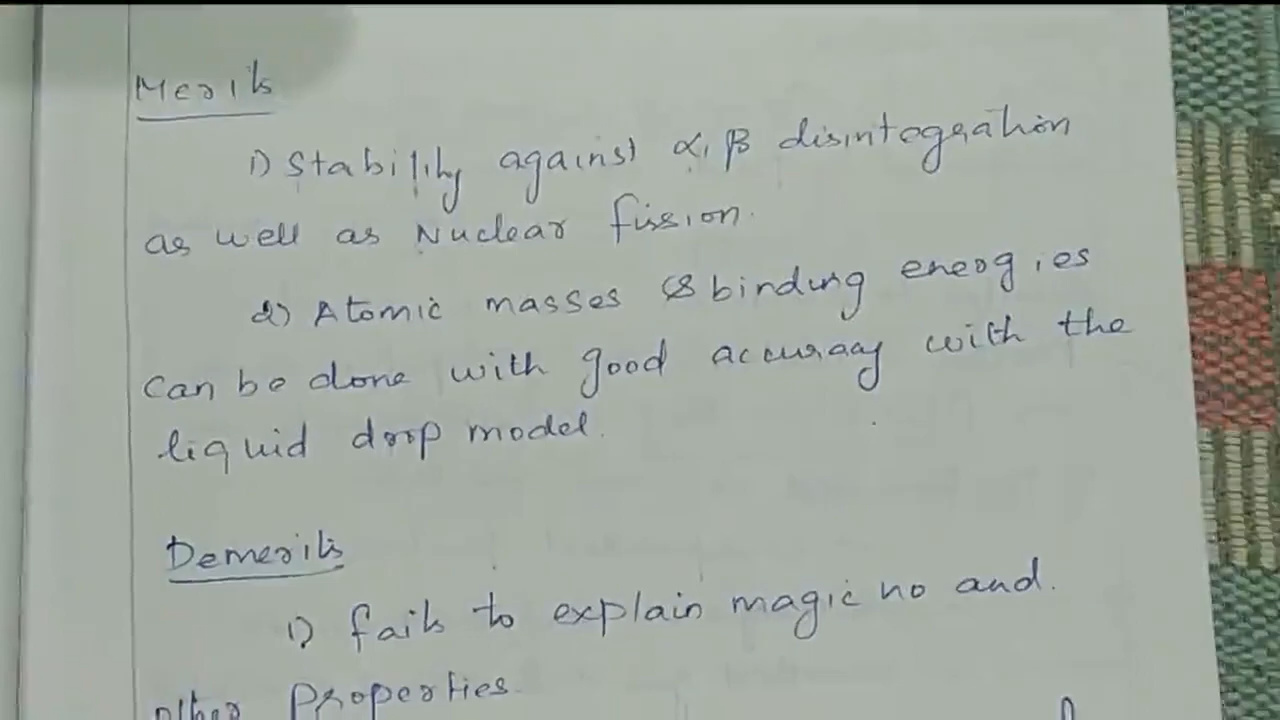 Merits
1) Stability against α, β disintegration
as well as Nuclear fission.
2) Atomic masses & binding energies
can be done with good accuracy with the
liquid drop model.
Demerits
1) fails to explain magic no and.
other Properties